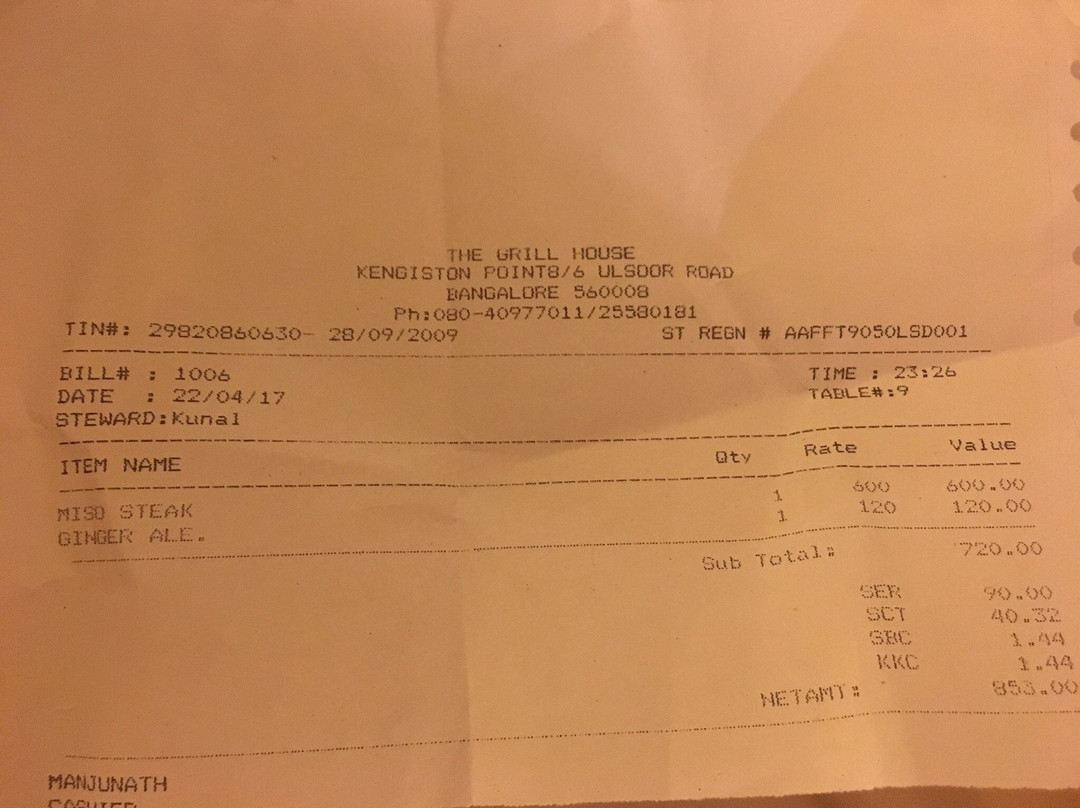 THE GRILL HOUSE
KENGISTON POINT8/6 ULSOOR ROAD
BANGALORE 560008
Ph:080-40977011/25580181
TIN#: 29820860630- 28/09/2009 ST REGN # AAFFT9050LSD001
BILL# : 1006 TIME : 23:26
DATE : 22/04/17 TABLE#:9
STEWARD:Kunal
ITEM NAME Qty Rate Value
MISO STEAK 1 600 600.00
GINGER ALE. 1 120 120.00
Sub Total: 720.00
SER 90.00
SCT 40.32
SBC 1.44
KKC 1.44
NETAMT: 853.00
MANJUNATH
CASHIER